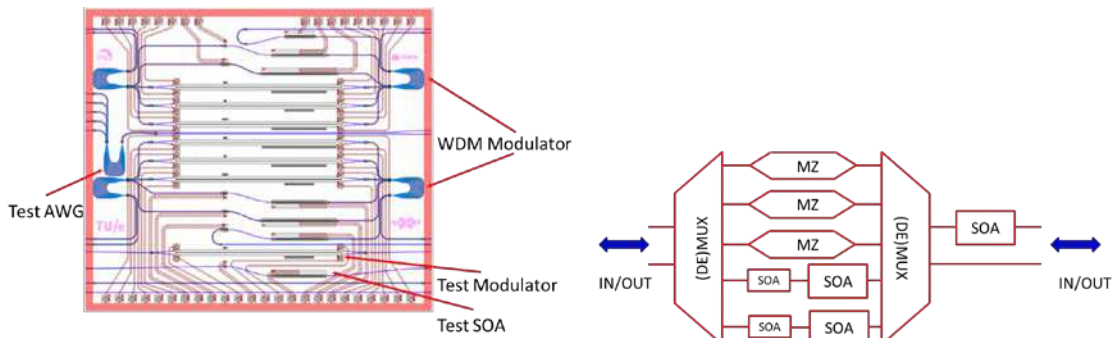 WDM Modulator
Test AWG
TU/e
Test Modulator
Test SOA
MZ
MZ
MZ
(DE)MUX
(DE)MUX
SOA
SOA
SOA
SOA
SOA
IN/OUT
IN/OUT